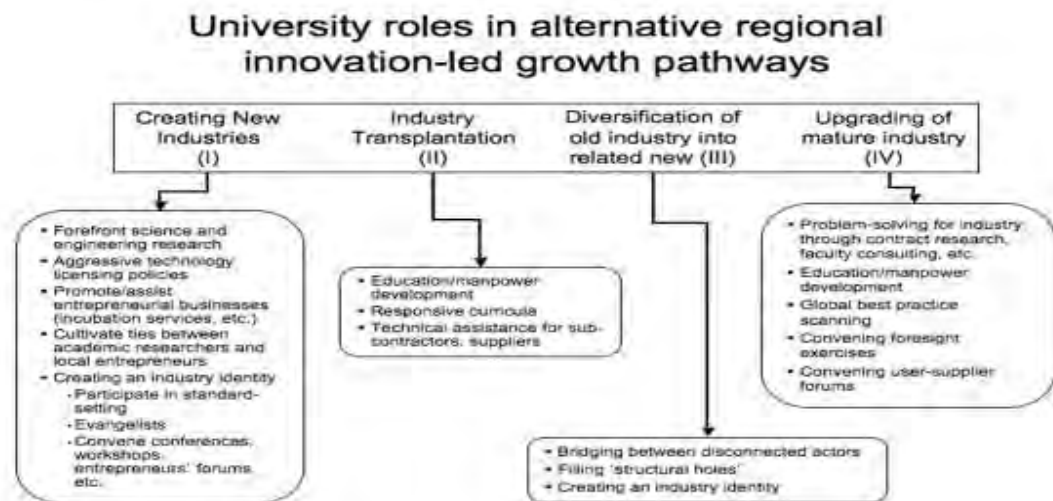 University roles in alternative regional
innovation-led growth pathways
Creating New
Industries
(I)
Industry
Transplantation
(II)
Diversification of
old industry into
related new (III)
Upgrading of
mature industry
(IV)
• Forefront science and
engineering research
• Aggressive technology
licensing policies
• Promote/assist
entrepreneurial businesses
(incubation services, etc.)
• Cultivate ties between
academic researchers and
local entrepreneurs
• Creating an industry identity
• Participate in standard-
setting
• Evangelists
• Convene conferences,
workshops,
entrepreneurs' forums,
etc.
• Education/manpower
development
• Responsive curricula
• Technical assistance for sub-
contractors, suppliers
• Bridging between disconnected actors
• Filling 'structural holes'
• Creating an industry identity
• Problem-solving for industry
through contract research,
faculty consulting, etc.
• Education/manpower
development
• Global best practice
scanning
• Convening foresight
exercises
• Convening user-supplier
forums